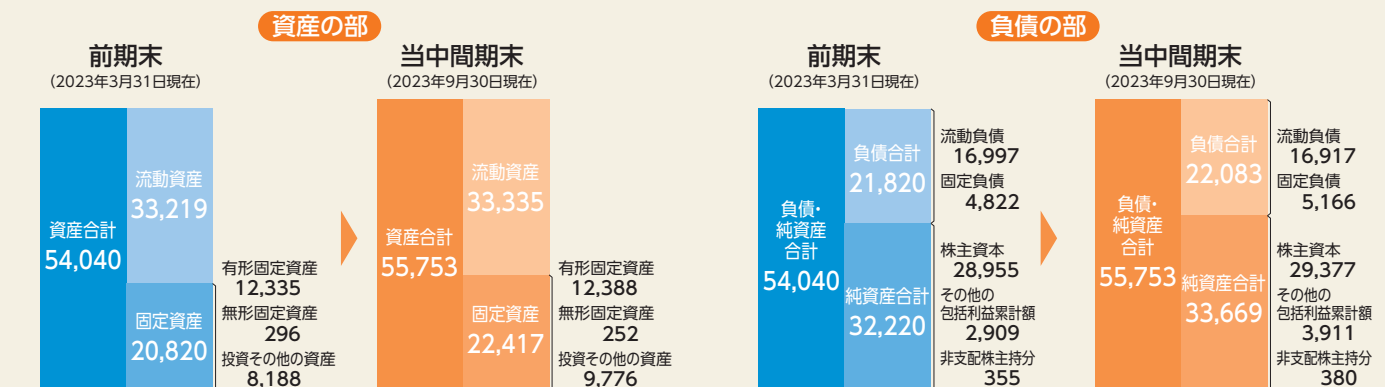 資産の部
前期末
（2023年3月31日現在）
資産合計
54,040
流動資産
33,219
固定資産
20,820
有形固定資産
12,335
無形固定資産
296
投資その他の資産
8,188
当中間期末
（2023年9月30日現在）
資産合計
55,753
流動資産
33,335
固定資産
22,417
有形固定資産
12,388
無形固定資産
252
投資その他の資産
9,776
負債の部
前期末
（2023年3月31日現在）
負債・
純資産
合計
54,040
負債合計
21,820
純資産合計
32,220
流動負債
16,997
固定負債
4,822
株主資本
28,955
その他の
包括利益累計額
2,909
非支配株主持分
355
当中間期末
（2023年9月30日現在）
負債・
純資産
合計
55,753
負債合計
22,083
純資産合計
33,669
流動負債
16,917
固定負債
5,166
株主資本
29,377
その他の
包括利益累計額
3,911
非支配株主持分
380